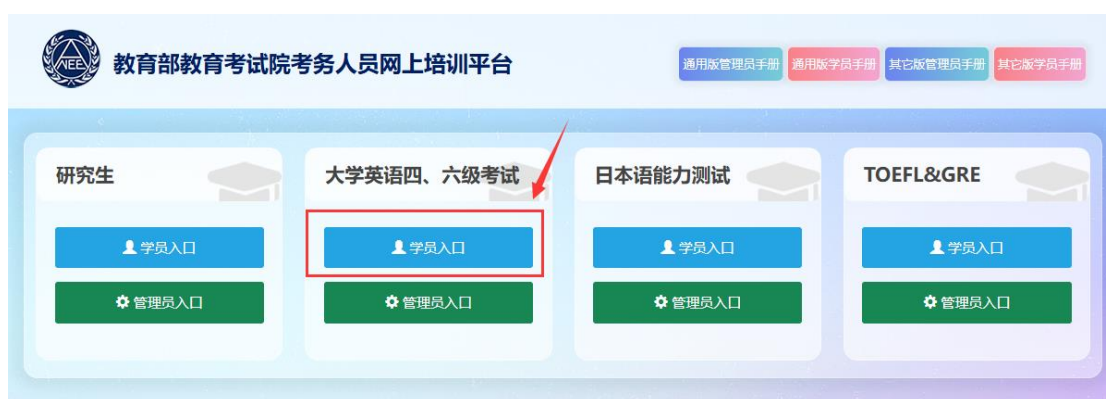 NEEA
教育部教育考试院考务人员网上培训平台
通用版管理员手册 通用版学员手册 其它版管理员手册 其它版学员手册
研究生 大学英语四、六级考试 日本语能力测试 TOEFL&GRE
学员入口 学员入口 学员入口 学员入口
管理员入口 管理员入口 管理员入口 管理员入口